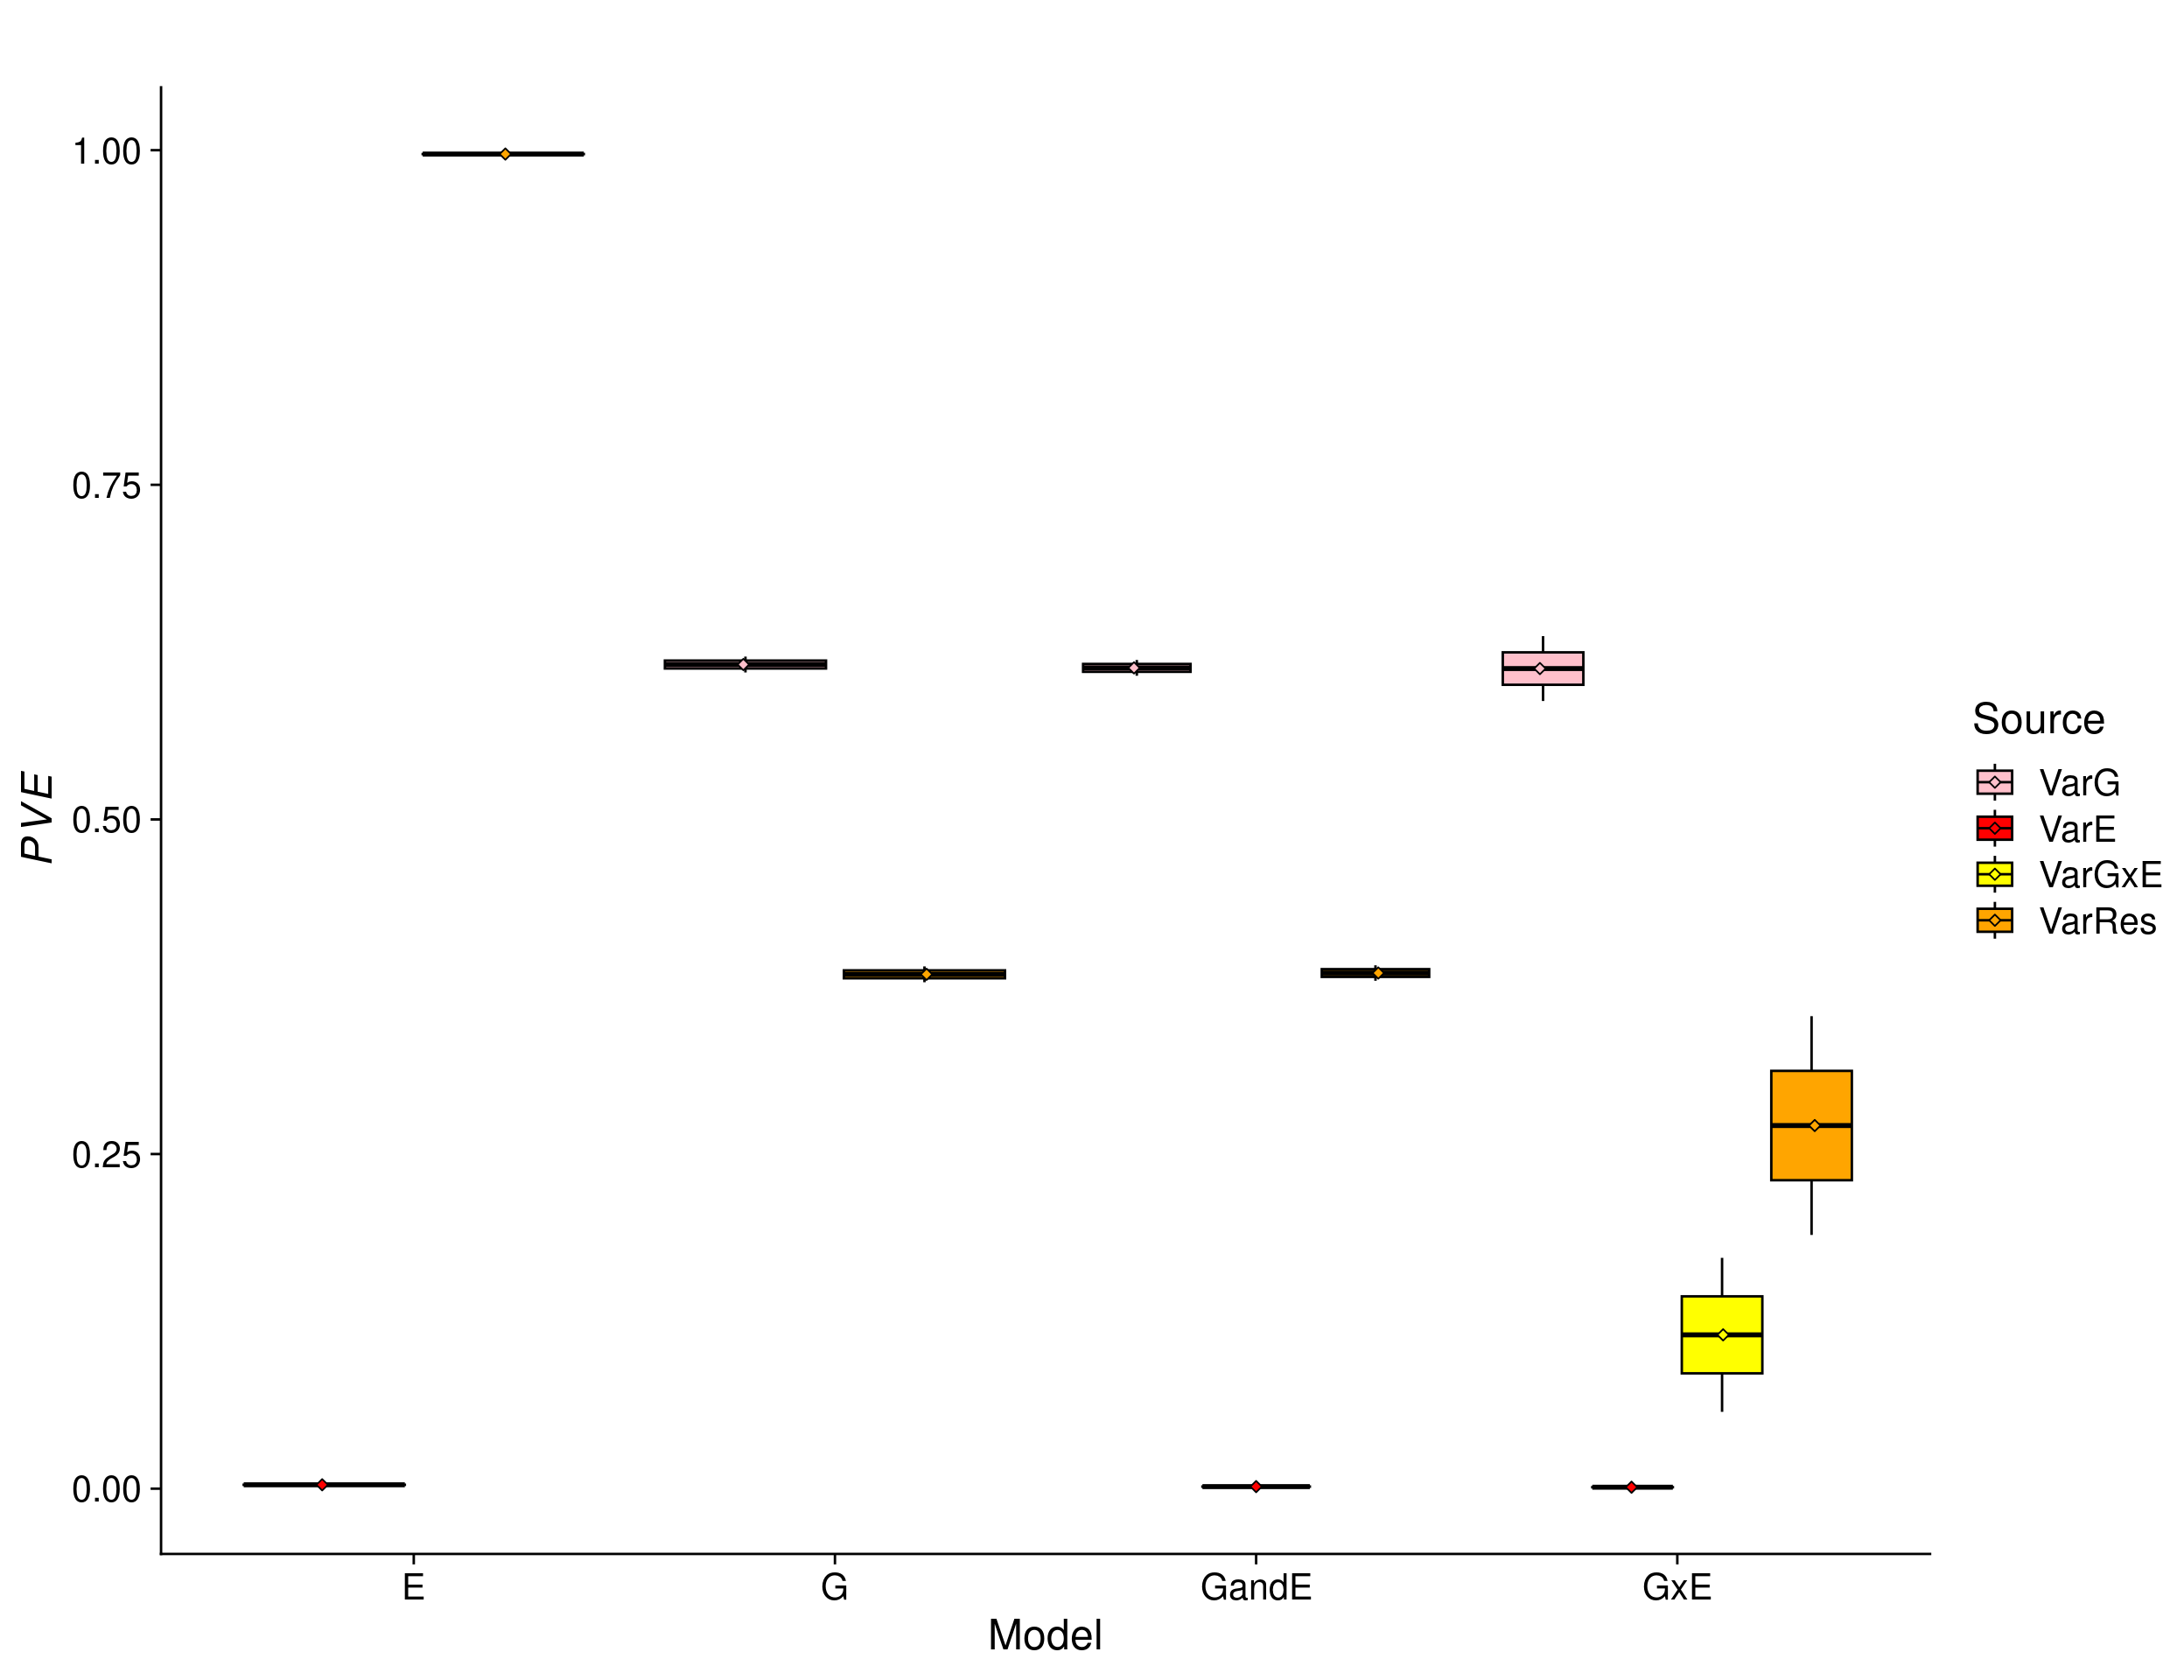 1.00
0.75
0.50
0.25
0.00
PVE
E
G
GandE
GxE
Model
Source
VarG
VarE
VarGxE
VarRes